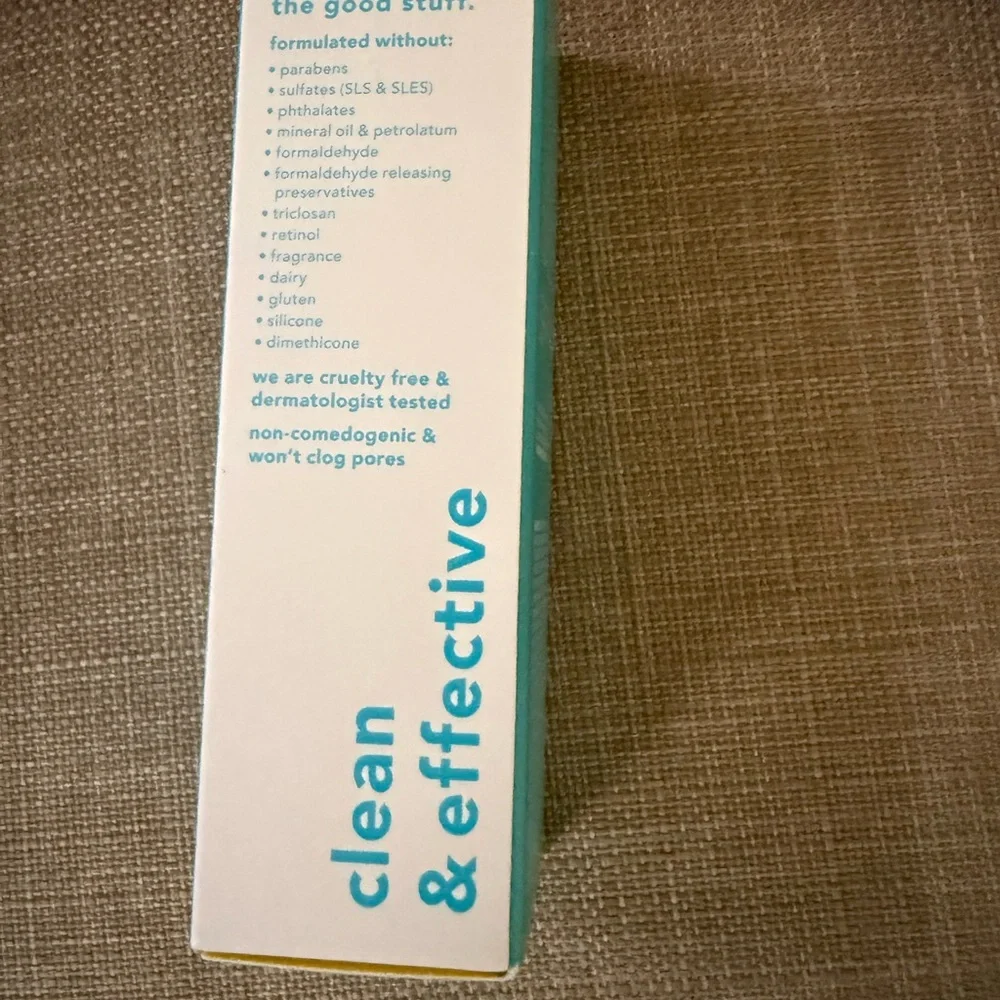 the good stuff.
formulated without:
• parabens
• sulfates (SLS & SLES)
• phthalates
• mineral oil & petrolatum
• formaldehyde
• formaldehyde releasing
preservatives
• triclosan
• retinol
• fragrance
• dairy
• gluten
• silicone
• dimethicone
we are cruelty free &
dermatologist tested
non-comedogenic &
won't clog pores
clean
& effective